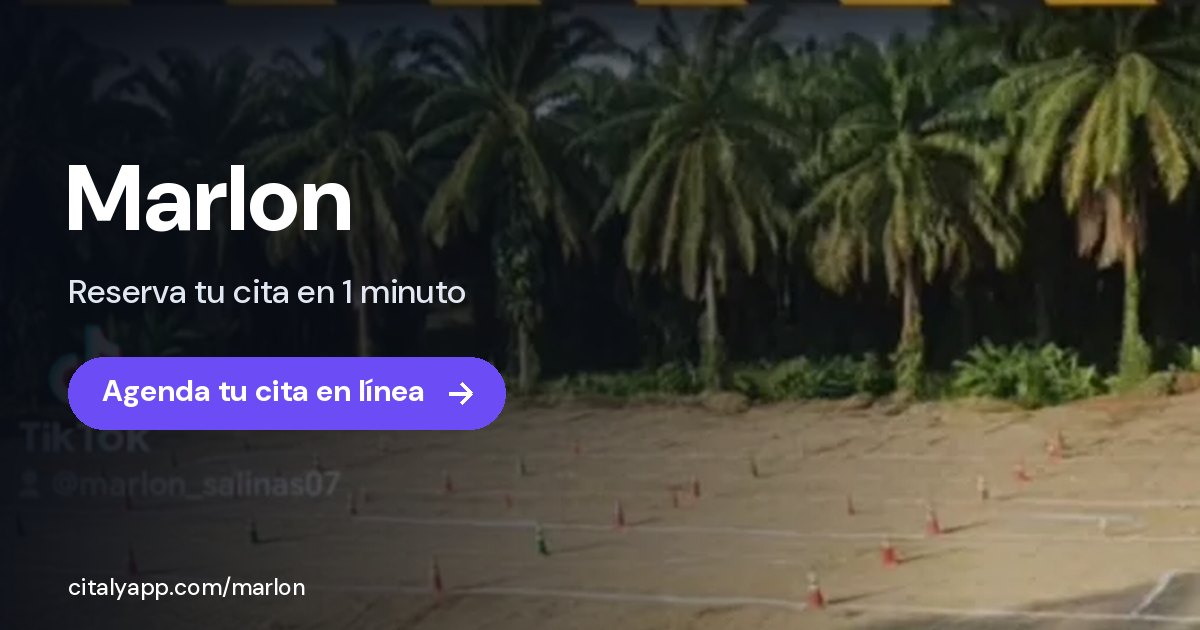 Marlon
Reserva tu cita en 1 minuto
Agenda tu cita en línea
TikTok
@marlon_salinas07
citalyapp.com/marlon